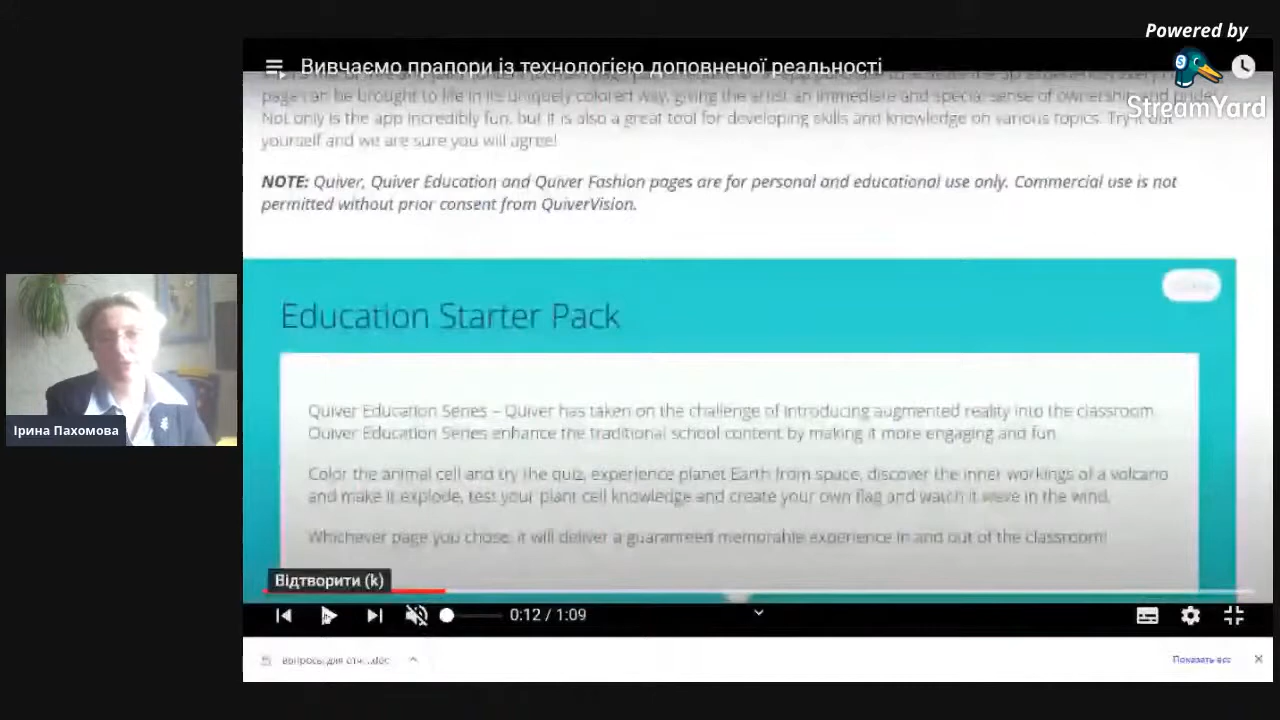 Powered by
StreamYard
Вивчаємо прапори із технологією доповненої реальності
page can be brought to life in its uniquely colored way, giving the artist an immediate and special sense of ownership and pride.
Not only is the app incredibly fun, but it is also a great tool for developing skills and knowledge on various topics. Try it out
yourself and we are sure you will agree!
NOTE: Quiver, Quiver Education and Quiver Fashion pages are for personal and educational use only. Commercial use is not
permitted without prior consent from QuiverVision.
Education Starter Pack
Quiver Education Series – Quiver has taken on the challenge of introducing augmented reality into the classroom.
Quiver Education Series enhance the traditional school content by making it more engaging and fun.
Color the animal cell and try the quiz, experience planet Earth from space, discover the inner workings of a volcano
and make it explode, test your plant cell knowledge and create your own flag and watch it wave in the wind.
Whichever page you chose, it will deliver a guaranteed memorable experience in and out of the classroom!
Ірина Пахомова
Відтворити (k)
0:12 / 1:09
Показать все